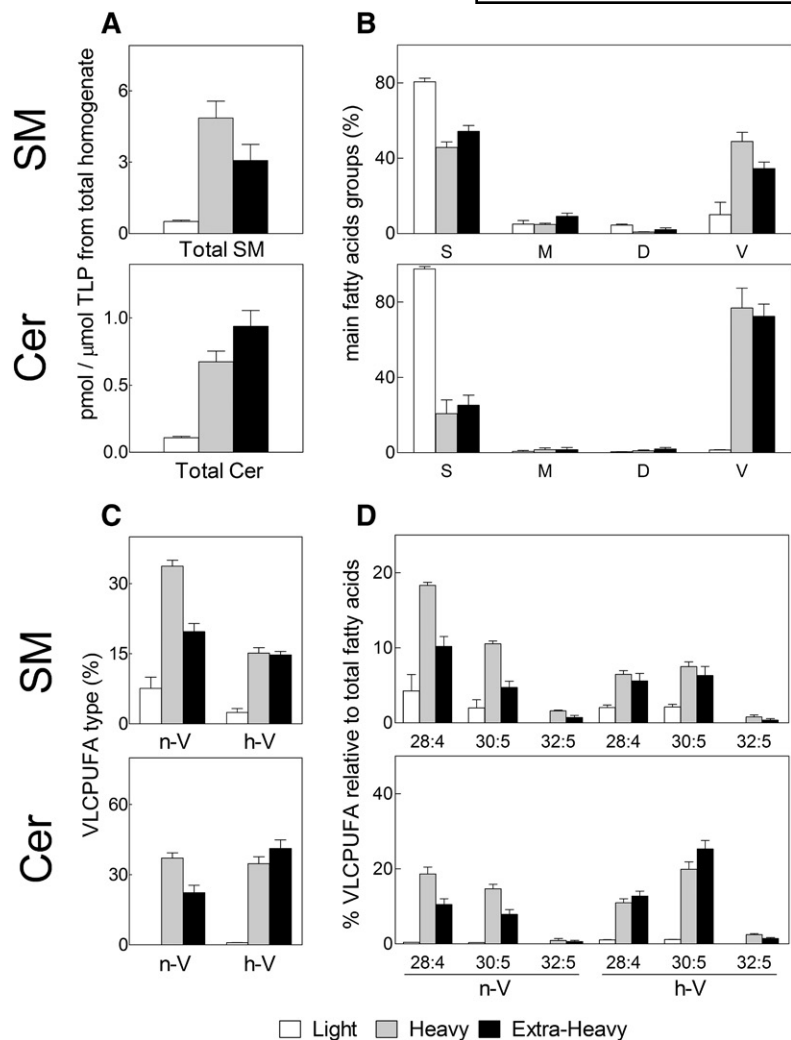 A
B
SM
Cer
pmol / μmol TLP from total homogenate
6
3
0
Total SM
1.0
0.5
0.0
Total Cer
main fatty acids groups (%)
80
40
0
S M D V
80
40
0
S M D V
C
D
SM
Cer
VLCPUFA type (%)
30
15
0
n-V h-V
60
30
0
n-V h-V
% VLCPUFA relative to total fatty acids
20
10
0
28:4 30:5 32:5 28:4 30:5 32:5
40
20
0
28:4 30:5 32:5 28:4 30:5 32:5
n-V h-V
Light Heavy Extra-Heavy